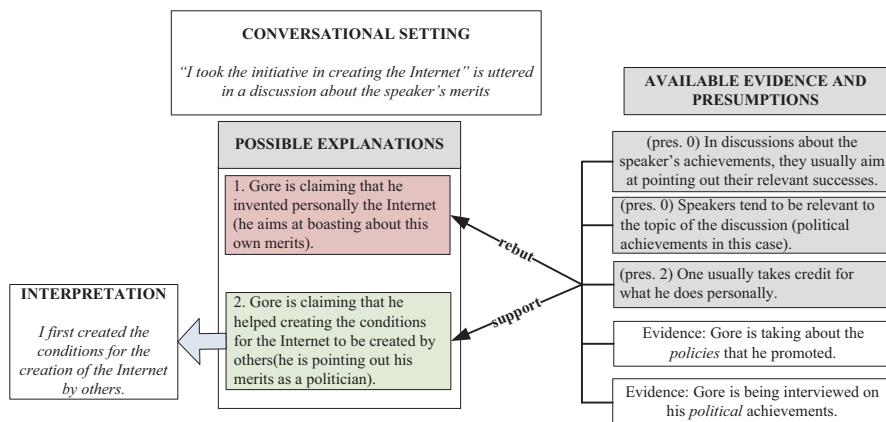 CONVERSATIONAL SETTING
“I took the initiative in creating the Internet” is uttered
in a discussion about the speaker’s merits
POSSIBLE EXPLANATIONS
1. Gore is claiming that he
invented personally the Internet
(he aims at boasting about this
own merits).
2. Gore is claiming that he
helped creating the conditions
for the Internet to be created by
others(he is pointing out his
merits as a politician).
INTERPRETATION
I first created the
conditions for the
creation of the Internet
by others.
rebut
support
AVAILABLE EVIDENCE AND
PRESUMPTIONS
(pres. 0) In discussions about the
speaker’s achievements, they usually aim
at pointing out their relevant successes.
(pres. 0) Speakers tend to be relevant to
the topic of the discussion (political
achievements in this case).
(pres. 2) One usually takes credit for
what he does personally.
Evidence: Gore is taking about the
policies that he promoted.
Evidence: Gore is being interviewed on
his political achievements.